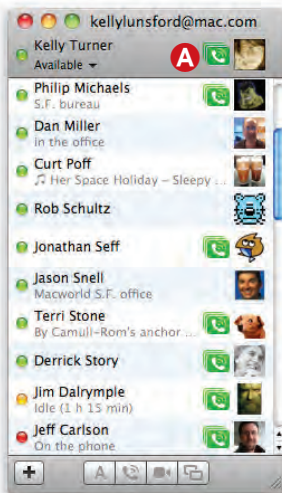 kellylunsford@mac.com
Kelly Turner
Available
A
Philip Michaels
S.F. bureau
Dan Miller
in the office
Curt Poff
♫ Her Space Holiday – Sleepy ...
Rob Schultz
Jonathan Seff
Jason Snell
Macworld S.F. office
Terri Stone
By Camuli-Rom's anchor ...
Derrick Story
Jim Dalrymple
Idle (1 h 15 min)
Jeff Carlson
On the phone
+
A